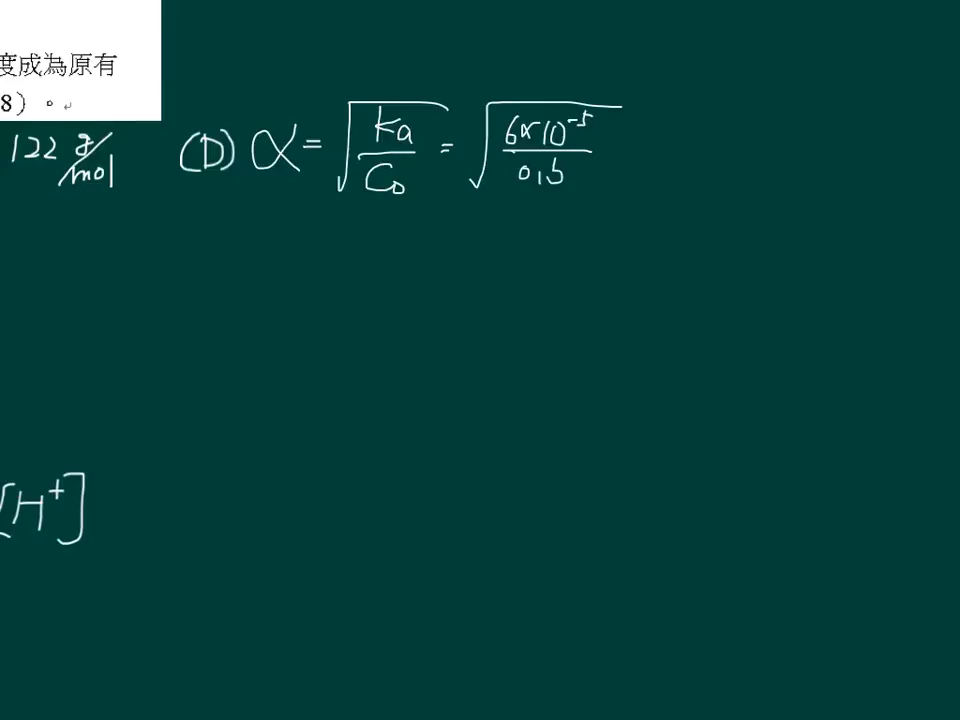 度成為原有
8）。
122 g/mol (D) α = √(Ka/C₀) = √(6×10⁻⁵/0.5)
[H⁺]